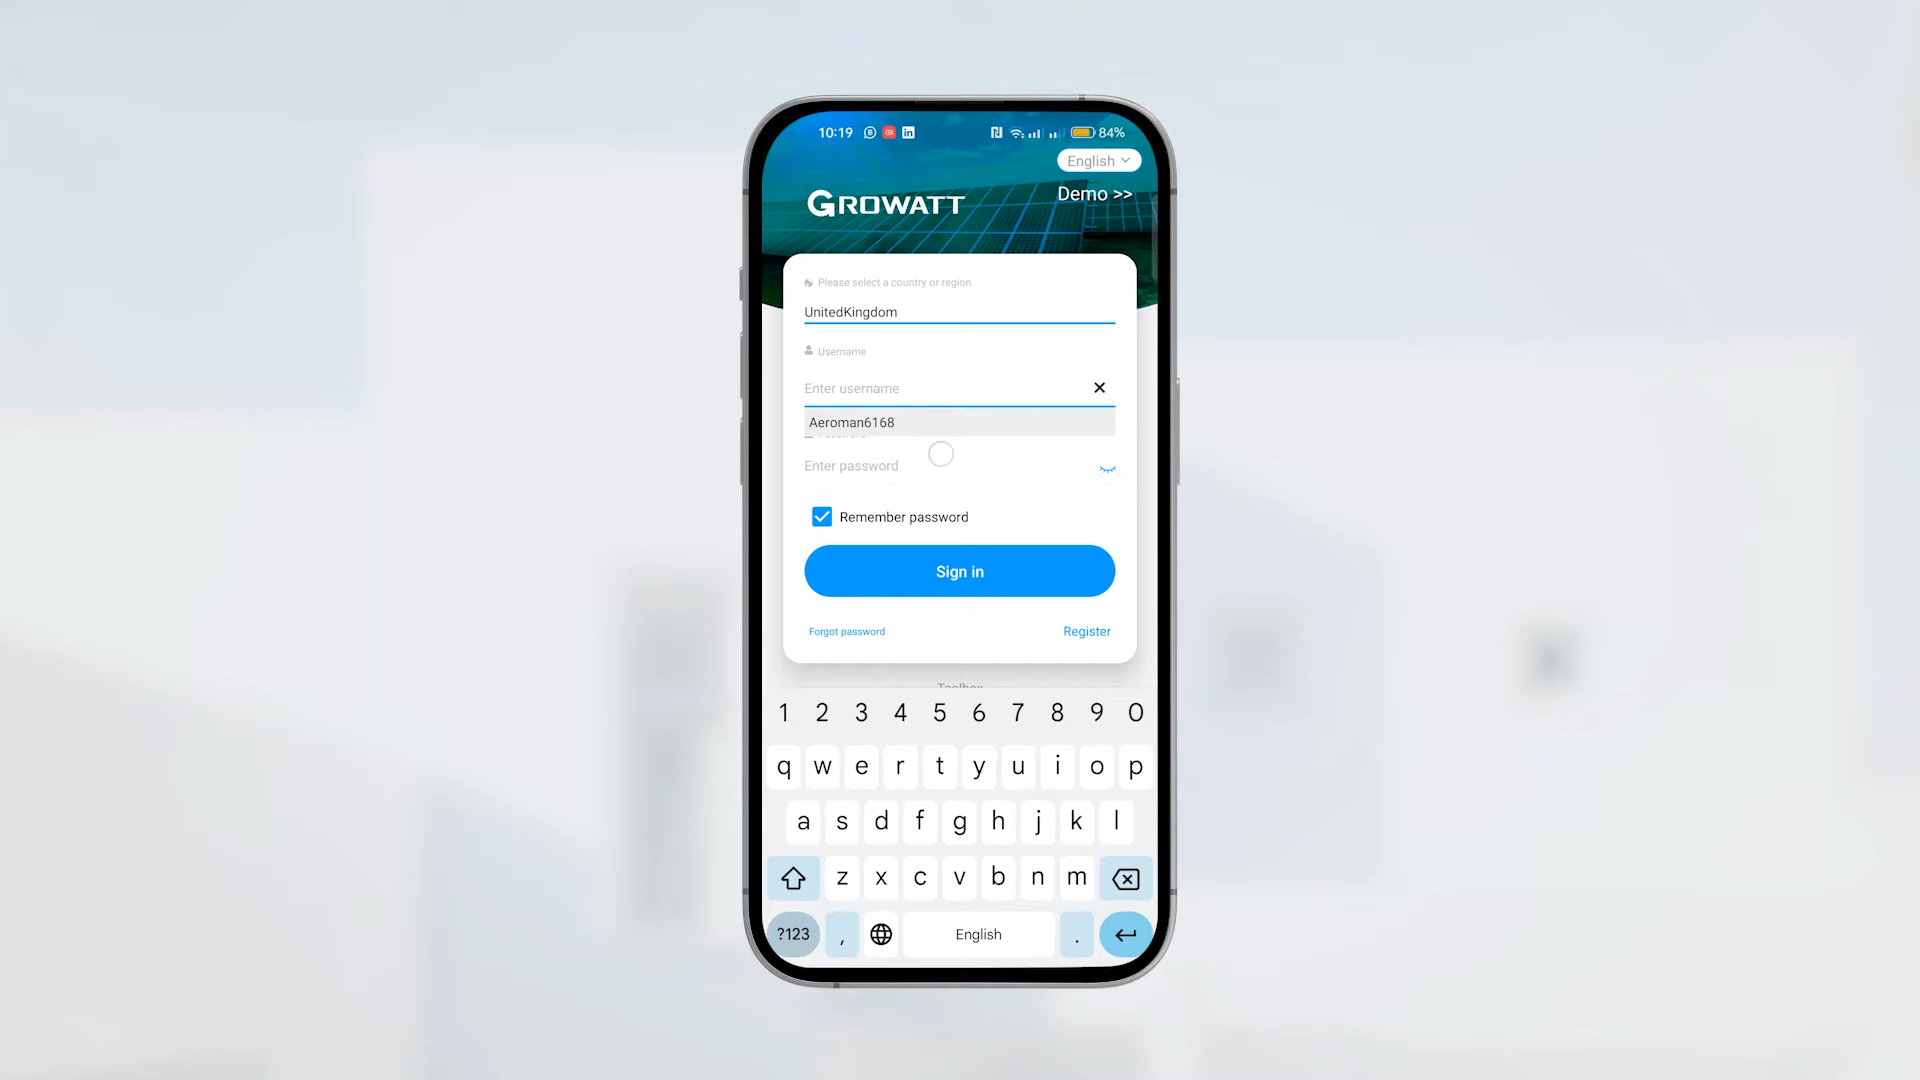 10:19
84%
English
Demo >>
GROWATT
Please select a country or region
UnitedKingdom
Username
Enter username
Aeroman6168
Enter password
Remember password
Sign in
Forgot password
Register
Toolbox
1 2 3 4 5 6 7 8 9 0
q w e r t y u i o p
a s d f g h j k l
z x c v b n m
?123 , English .